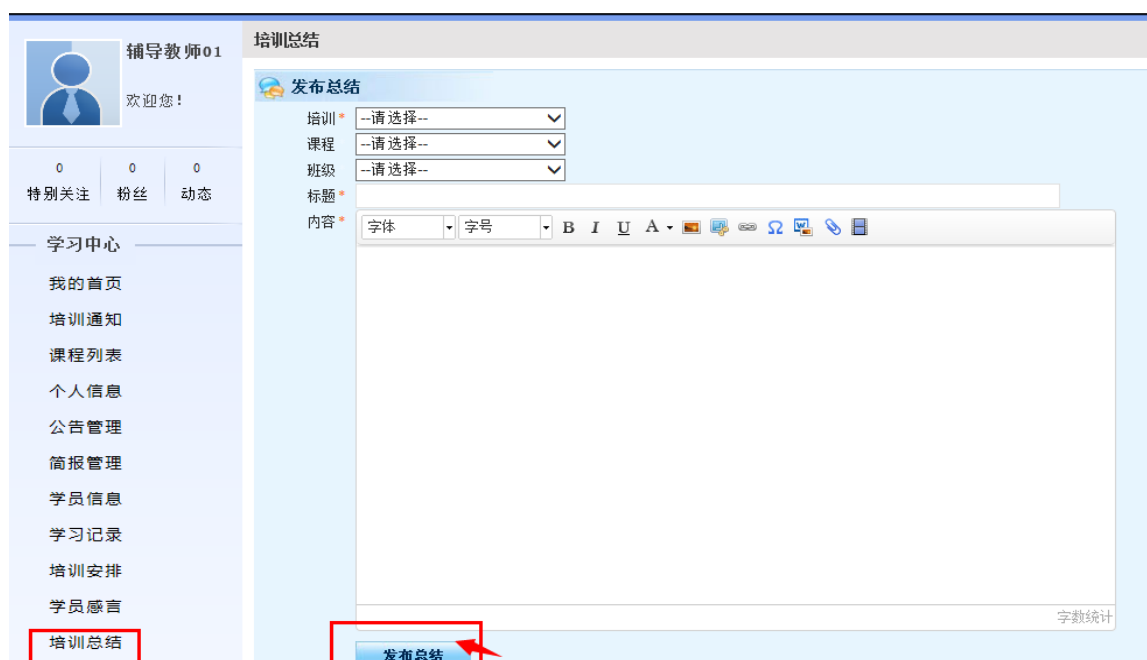 辅导教师01
欢迎您!
0 0 0
特别关注 粉丝 动态
学习中心
我的首页
培训通知
课程列表
个人信息
公告管理
简报管理
学员信息
学习记录
培训安排
学员感言
培训总结
培训总结
发布总结
培训* --请选择--
课程 --请选择--
班级 --请选择--
标题*
内容* 字体 字号 B I U A Ω W
字数统计
发布总结